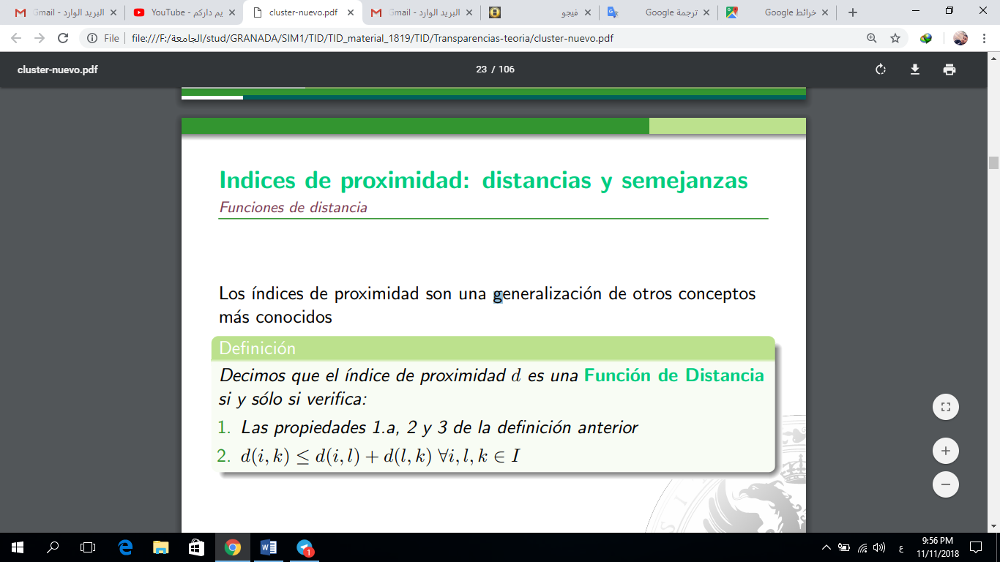 Gmail - البريد الوارد
YouTube - يم داركم
cluster-nuevo.pdf
Gmail - البريد الوارد
فيجو
ترجمة Google
خرائط Google
File
file:///F:/الجامعة/stud/GRANADA/SIM1/TID/TID_material_1819/TID/Transparencias-teoria/cluster-nuevo.pdf
cluster-nuevo.pdf
23 / 106
Indices de proximidad: distancias y semejanzas
Funciones de distancia
Los índices de proximidad son una generalización de otros conceptos
más conocidos
Definición
Decimos que el índice de proximidad d es una Función de Distancia
si y sólo si verifica:
1. Las propiedades 1.a, 2 y 3 de la definición anterior
2. d(i, k) ≤ d(i, l) + d(l, k) ∀i, l, k ∈ I
1
ع
9:56 PM
11/11/2018